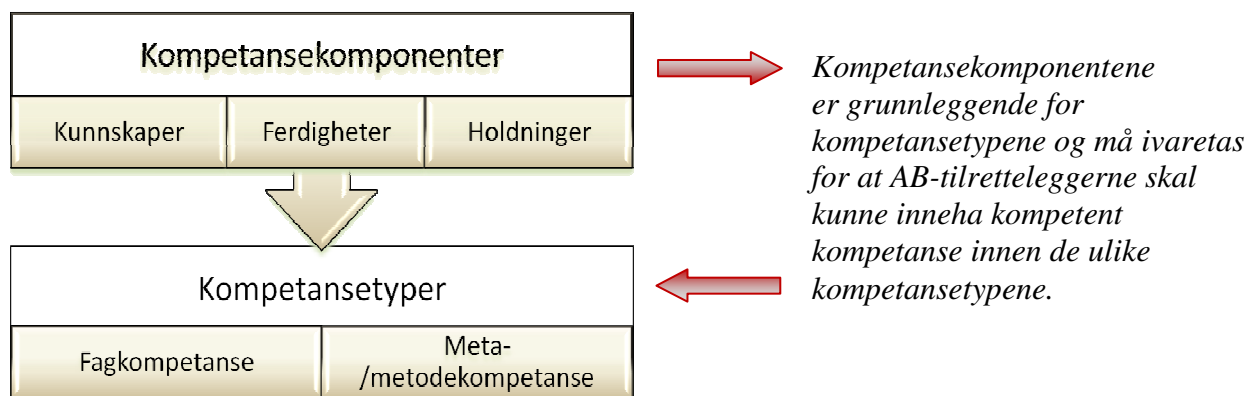 Kompetansekomponenter
Kunnskaper
Ferdigheter
Holdninger
Kompetansetyper
Fagkompetanse
Meta-
/metodekompetanse
Kompetansekomponentene
er grunnleggende for
kompetansetypene og må ivaretas
for at AB-tilretteleggerne skal
kunne inneha kompetent
kompetanse innen de ulike
kompetansetypene.